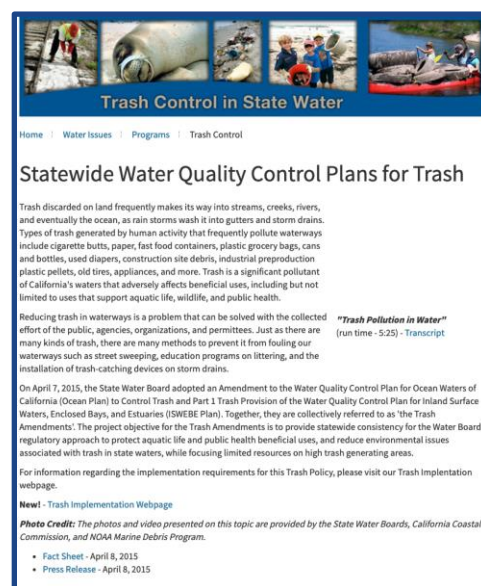 Trash Control in State Water
Home Water Issues Programs Trash Control
Statewide Water Quality Control Plans for Trash
Trash discarded on land frequently makes its way into streams, creeks, rivers,
and eventually the ocean, as rain storms wash it into gutters and storm drains.
Types of trash generated by human activity that frequently pollute waterways
include cigarette butts, paper, fast food containers, plastic grocery bags, cans
and bottles, used diapers, construction site debris, industrial preproduction
plastic pellets, old tires, appliances, and more. Trash is a significant pollutant
of California's waters that adversely affects beneficial uses, including but not
limited to uses that support aquatic life, wildlife, and public health.
Reducing trash in waterways is a problem that can be solved with the collected
effort of the public, agencies, organizations, and permittees. Just as there are
many kinds of trash, there are many methods to prevent it from fouling our
waterways such as street sweeping, education programs on littering, and the
installation of trash-catching devices on storm drains.
"Trash Pollution in Water"
(run time - 5:25) - Transcript
On April 7, 2015, the State Water Board adopted an Amendment to the Water Quality Control Plan for Ocean Waters of
California (Ocean Plan) to Control Trash and Part 1 Trash Provision of the Water Quality Control Plan for Inland Surface
Waters, Enclosed Bays, and Estuaries (ISWEBE Plan). Together, they are collectively referred to as 'the Trash
Amendments'. The project objective for the Trash Amendments is to provide statewide consistency for the Water Board
regulatory approach to protect aquatic life and public health beneficial uses, and reduce environmental issues
associated with trash in state waters, while focusing limited resources on high trash generating areas.
For information regarding the implementation requirements for this Trash Policy, please visit our Trash Implentation
webpage.
New! - Trash Implementation Webpage
Photo Credit: The photos and video presented on this topic are provided by the State Water Boards, California Coastal
Commission, and NOAA Marine Debris Program.
• Fact Sheet - April 8, 2015
• Press Release - April 8, 2015